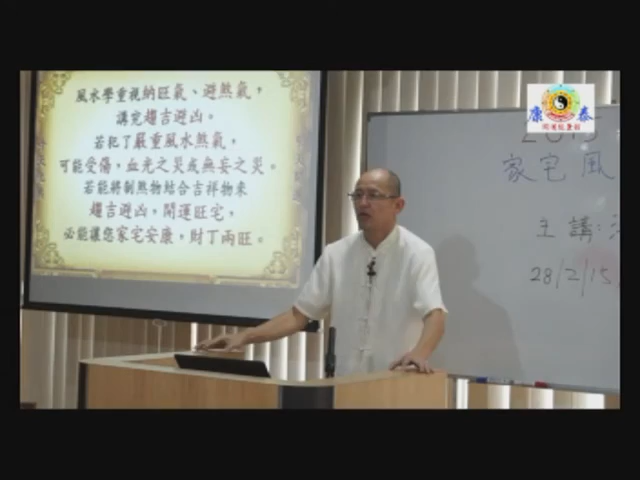 風水學重視納旺氣、避煞氣，
講究趨吉避凶。
若犯了嚴重風水煞氣，
可能受傷，血光之災或無妄之災。
若能將制煞物結合吉祥物來
趨吉避凶，開運旺宅，
必能讓您家宅安康，財丁兩旺。
康 泰
2015
家宅風
主講:
28/2/15